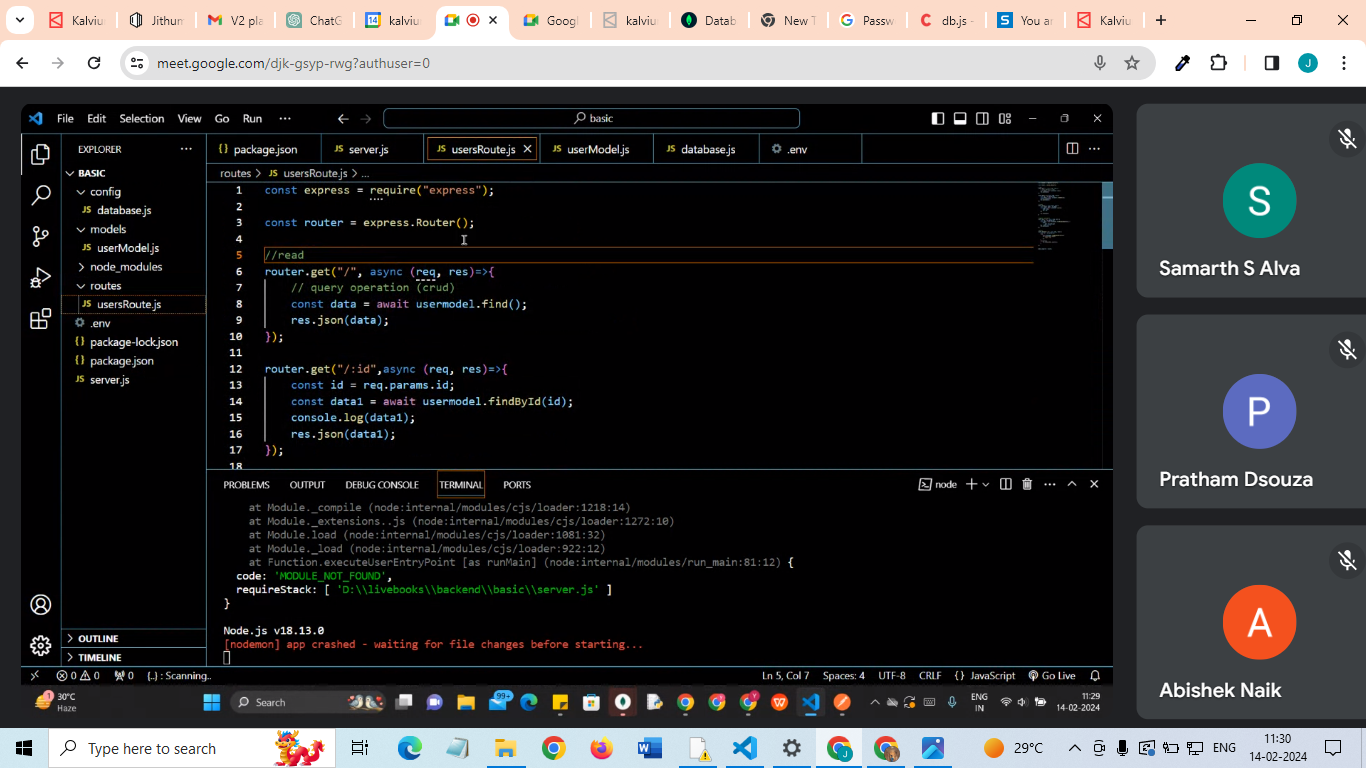 Kalviu
Jithum
V2 pla
ChatG
kalviu
Goog
kalviu
Datab
New T
Passw
db.js -
You ar
Kalviu
meet.google.com/djk-gsyp-rwg?authuser=0
J
File Edit Selection View Go Run ··· basic
EXPLORER ···
BASIC
config
JS database.js
models
JS userModel.js
node_modules
routes
JS usersRoute.js
.env
{} package-lock.json
{} package.json
JS server.js
OUTLINE
TIMELINE
{} package.json JS server.js JS usersRoute.js JS userModel.js JS database.js .env ···
routes > JS usersRoute.js > ...
1 const express = require("express");
2
3 const router = express.Router();
4
5 //read
6 router.get("/", async (req, res)=>{
7 // query operation (crud)
8 const data = await usermodel.find();
9 res.json(data);
10 });
11
12 router.get("/:id",async (req, res)=>{
13 const id = req.params.id;
14 const data1 = await usermodel.findById(id);
15 console.log(data1);
16 res.json(data1);
17 });
18
PROBLEMS OUTPUT DEBUG CONSOLE TERMINAL PORTS node ···
at Module._compile (node:internal/modules/cjs/loader:1218:14)
at Module._extensions..js (node:internal/modules/cjs/loader:1272:10)
at Module.load (node:internal/modules/cjs/loader:1081:32)
at Module._load (node:internal/modules/cjs/loader:922:12)
at Function.executeUserEntryPoint [as runMain] (node:internal/modules/run_main:81:12) {
code: 'MODULE_NOT_FOUND',
requireStack: [ 'D:\\livebooks\\backend\\basic\\server.js' ]
}
Node.js v18.13.0
[nodemon] app crashed - waiting for file changes before starting...
0 0 0 {..} : Scanning.. Ln 5, Col 7 Spaces: 4 UTF-8 CRLF {} JavaScript Go Live
1 30°C
Haze
Search
99+
ENG
IN
11:29
14-02-2024
S
Samarth S Alva
P
Pratham Dsouza
A
Abishek Naik
Type here to search
J
29°C
ENG
11:30
14-02-2024